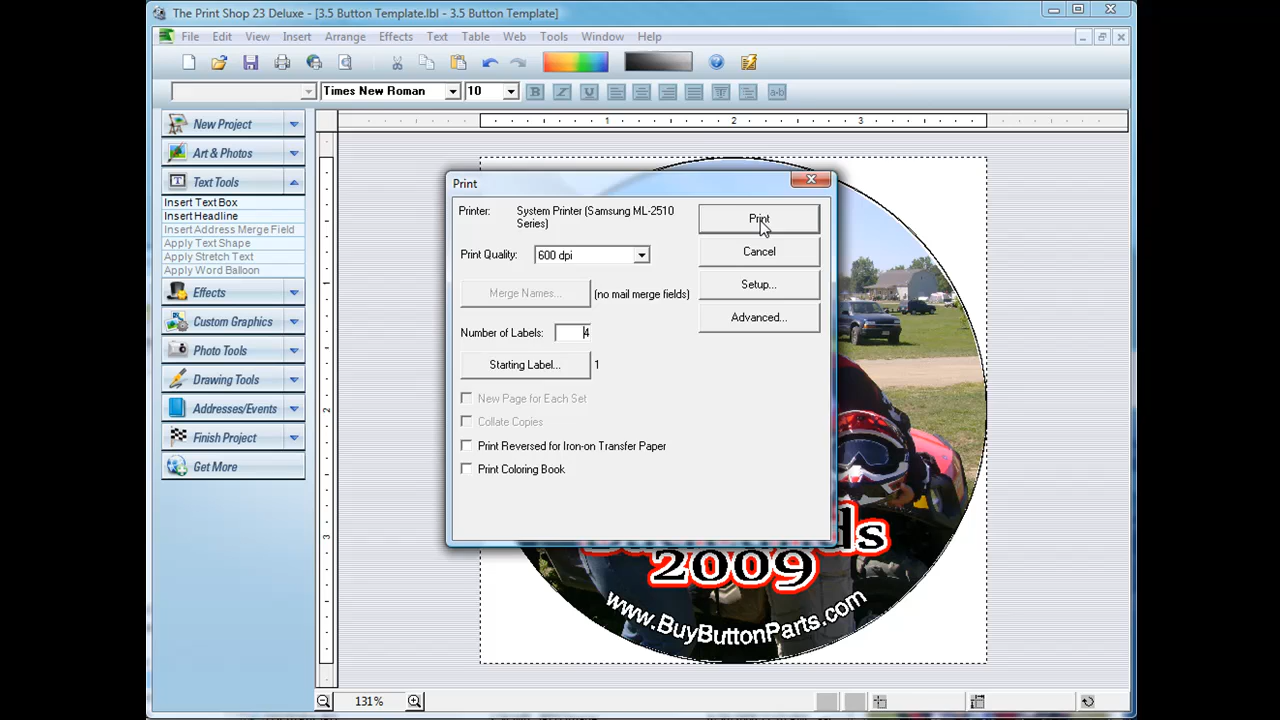 The Print Shop 23 Deluxe - [3.5 Button Template.lbl - 3.5 Button Template]
File Edit View Insert Arrange Effects Text Table Web Tools Window Help
Times New Roman 10 B I U a-b
New Project
Art & Photos
Text Tools
Insert Text Box
Insert Headline
Insert Address Merge Field
Apply Text Shape
Apply Stretch Text
Apply Word Balloon
Effects
Custom Graphics
Photo Tools
Drawing Tools
Addresses/Events
Finish Project
Get More
1 2 3
1
2
3
Print
Printer: System Printer (Samsung ML-2510
Series)
Print
Print Quality: 600 dpi
Cancel
Merge Names... (no mail merge fields)
Setup...
Number of Labels: 4
Advanced...
Starting Label... 1
New Page for Each Set
Collate Copies
Print Reversed for Iron-on Transfer Paper
Print Coloring Book
2009
www.BuyButtonParts.com
131%